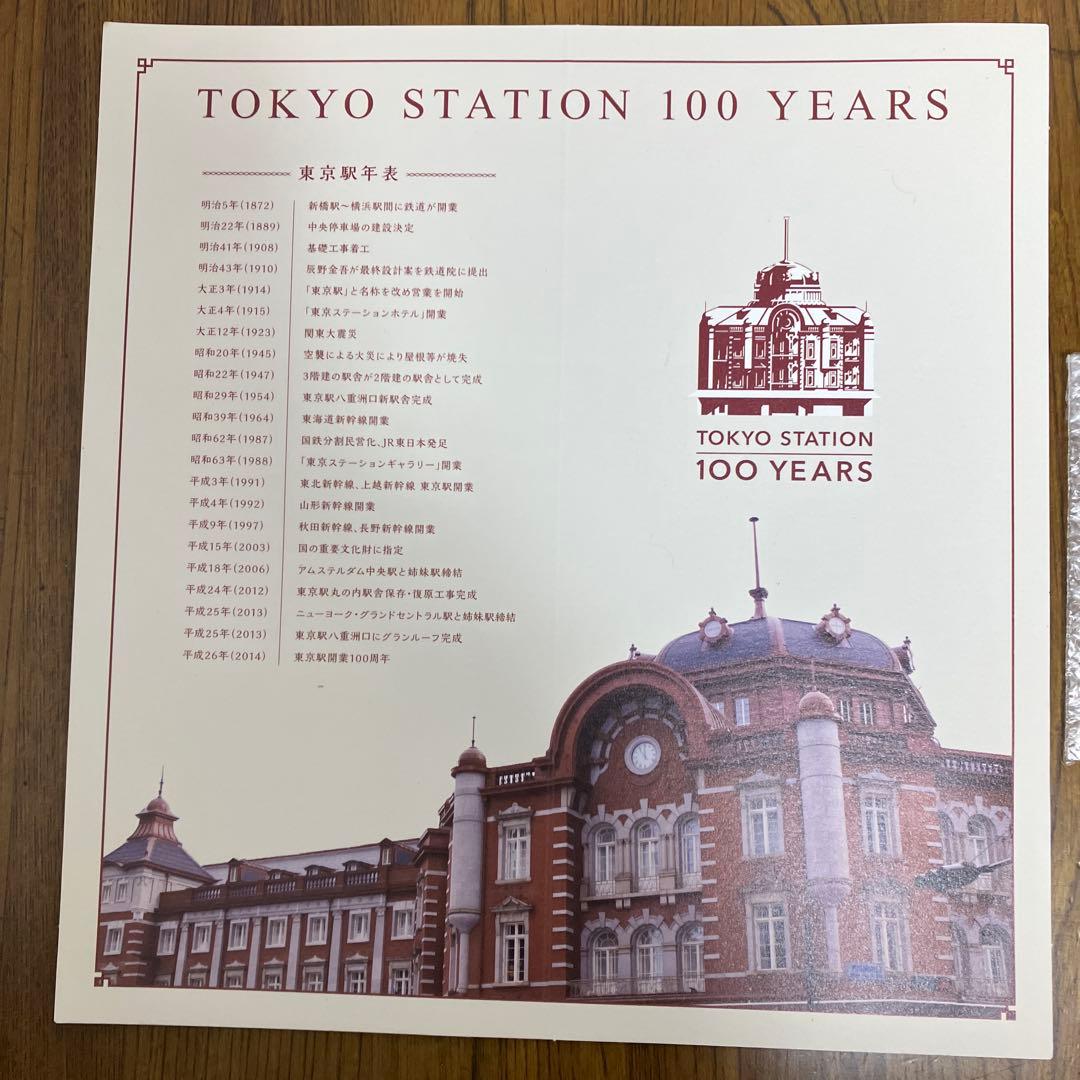 TOKYO STATION 100 YEARS
東京駅年表
明治5年(1872) 新橋駅〜横浜駅間に鉄道が開業
明治22年(1889) 中央停車場の建設決定
明治41年(1908) 基礎工事着工
明治43年(1910) 辰野金吾が最終設計案を鉄道院に提出
大正3年(1914) 「東京駅」と名称を改め営業を開始
大正4年(1915) 「東京ステーションホテル」開業
大正12年(1923) 関東大震災
昭和20年(1945) 空襲による火災により屋根等が焼失
昭和22年(1947) 3階建の駅舎が2階建の駅舎として完成
昭和29年(1954) 東京駅八重洲口新駅舎完成
昭和39年(1964) 東海道新幹線開業
昭和62年(1987) 国鉄分割民営化、JR東日本発足
昭和63年(1988) 「東京ステーションギャラリー」開業
平成3年(1991) 東北新幹線、上越新幹線 東京駅開業
平成4年(1992) 山形新幹線開業
平成9年(1997) 秋田新幹線、長野新幹線開業
平成15年(2003) 国の重要文化財に指定
平成18年(2006) アムステルダム中央駅と姉妹駅締結
平成24年(2012) 東京駅丸の内駅舎保存・復原工事完成
平成25年(2013) ニューヨーク・グランドセントラル駅と姉妹駅締結
平成25年(2013) 東京駅八重洲口にグランルーフ完成
平成26年(2014) 東京駅開業100周年
TOKYO STATION
100 YEARS